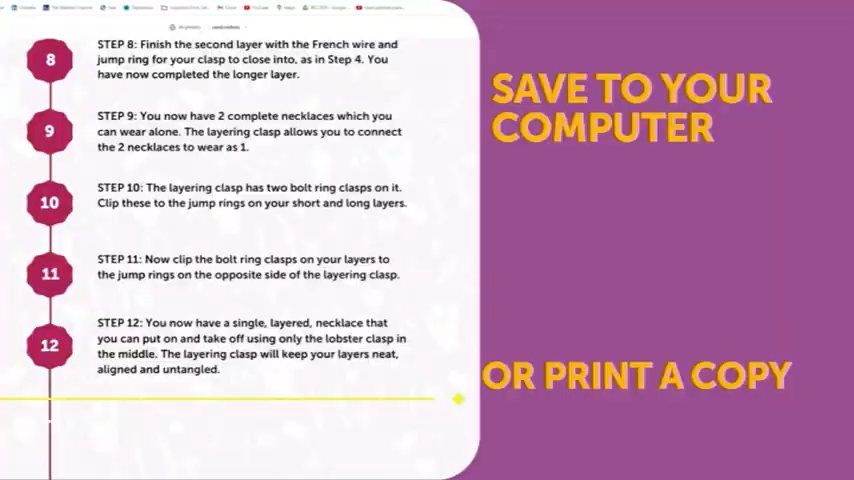 8
STEP 8: Finish the second layer with the French wire and
jump ring for your clasp to close into, as in Step 4. You
have now completed the longer layer.
9
STEP 9: You now have 2 complete necklaces which you
can wear alone. The layering clasp allows you to connect
the 2 necklaces to wear as 1.
10
STEP 10: The layering clasp has two bolt ring clasps on it.
Clip these to the jump rings on your short and long layers.
11
STEP 11: Now clip the bolt ring clasps on your layers to
the jump rings on the opposite side of the layering clasp.
12
STEP 12: You now have a single, layered, necklace that
you can put on and take off using only the lobster clasp in
the middle. The layering clasp will keep your layers neat,
aligned and untangled.
SAVE TO YOUR
COMPUTER
OR PRINT A COPY